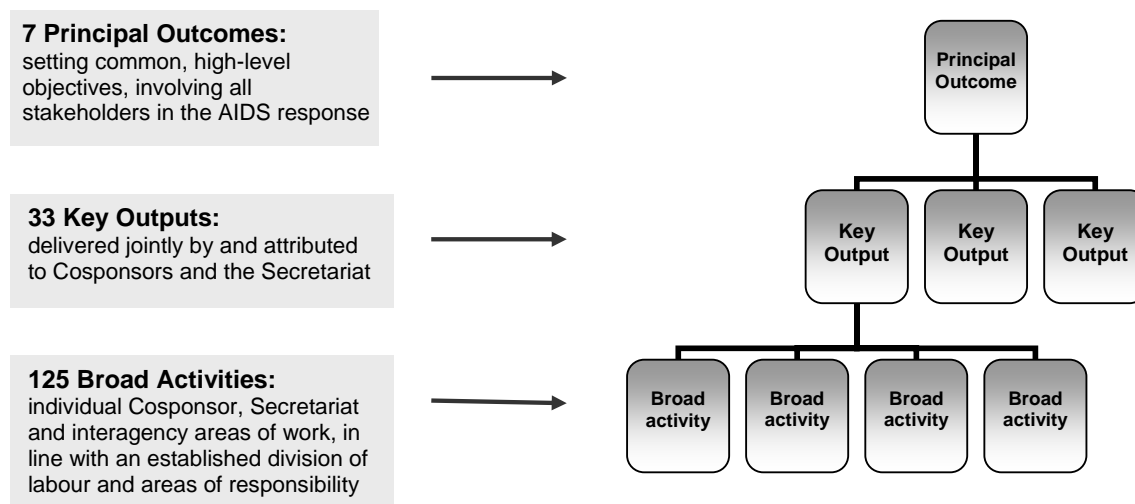 7 Principal Outcomes:
setting common, high-level
objectives, involving all
stakeholders in the AIDS response
Principal
Outcome
33 Key Outputs:
delivered jointly by and attributed
to Cosponsors and the Secretariat
Key
Output
Key
Output
Key
Output
125 Broad Activities:
individual Cosponsor, Secretariat
and interagency areas of work, in
line with an established division of
labour and areas of responsibility
Broad
activity
Broad
activity
Broad
activity
Broad
activity